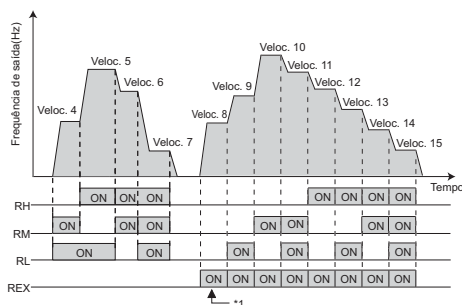 Frequência de saída(Hz)
Veloc. 10
Veloc. 5
Veloc. 11
Veloc. 6
Veloc. 12
Veloc. 9
Veloc. 13
Veloc. 4
Veloc. 8
Veloc. 14
Veloc. 7
Veloc. 15
Tempo
RH
ON ON ON ON ON ON ON
RM
ON ON ON ON ON ON ON
RL
ON ON ON ON ON ON
REX
ON ON ON ON ON ON ON ON
*1